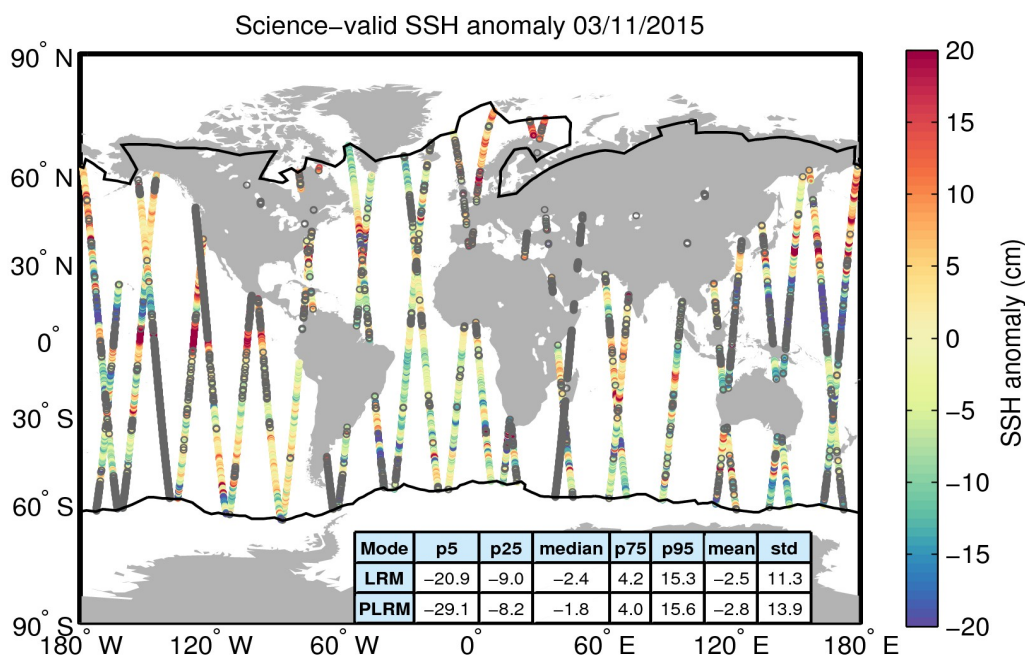 Science−valid SSH anomaly 03/11/2015
90° N
60° N
30° N
0°
30° S
60° S
90° S
180° W
120° W
60° W
0°
60° E
120° E
180° E
Mode p5 p25 median p75 p95 mean std
LRM −20.9 −9.0 −2.4 4.2 15.3 −2.5 11.3
PLRM −29.1 −8.2 −1.8 4.0 15.6 −2.8 13.9
20
15
10
5
0
−5
−10
−15
−20
SSH anomaly (cm)